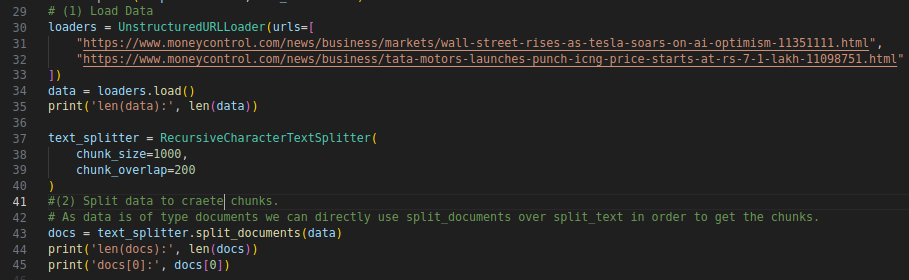 29 # (1) Load Data
30 loaders = UnstructuredURLLoader(urls=[
31     "https://www.moneycontrol.com/news/business/markets/wall-street-rises-as-tesla-soars-on-ai-optimism-11351111.html",
32     "https://www.moneycontrol.com/news/business/tata-motors-launches-punch-icng-price-starts-at-rs-7-1-lakh-11098751.html"
33 ])
34 data = loaders.load()
35 print('len(data):', len(data))
36
37 text_splitter = RecursiveCharacterTextSplitter(
38     chunk_size=1000,
39     chunk_overlap=200
40 )
41 #(2) Split data to craete chunks.
42 # As data is of type documents we can directly use split_documents over split_text in order to get the chunks.
43 docs = text_splitter.split_documents(data)
44 print('len(docs):', len(docs))
45 print('docs[0]:', docs[0])